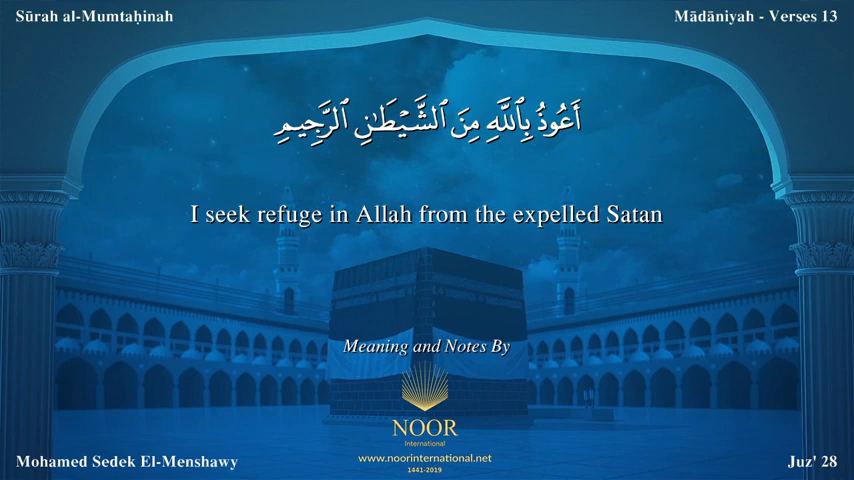 Sūrah al-Mumtaḥinah
Mādāniyah - Verses 13
أَعُوذُ بِٱللَّهِ مِنَ ٱلشَّيْطَٰنِ ٱلرَّجِيمِ
I seek refuge in Allah from the expelled Satan
Meaning and Notes By
NOOR
International
www.noorinternational.net
1441-2019
Mohamed Sedek El-Menshawy
Juz' 28